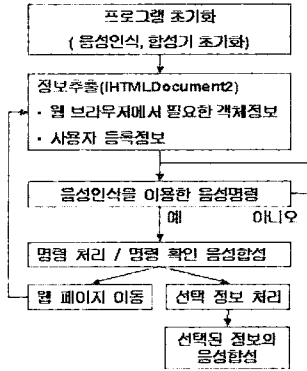 프로그램 초기화
( 음성인식, 합성기 초기화)
정보추출(IHTMLDocument2)
· 웹 브라우저에서 필요한 객체정보
· 사용자 등록정보
음성인식을 이용한 음성명령
예 아니오
명령 처리 / 명령 확인 음성합성
웹 페이지 이동 선택 정보 처리
선택된 정보의
음성합성